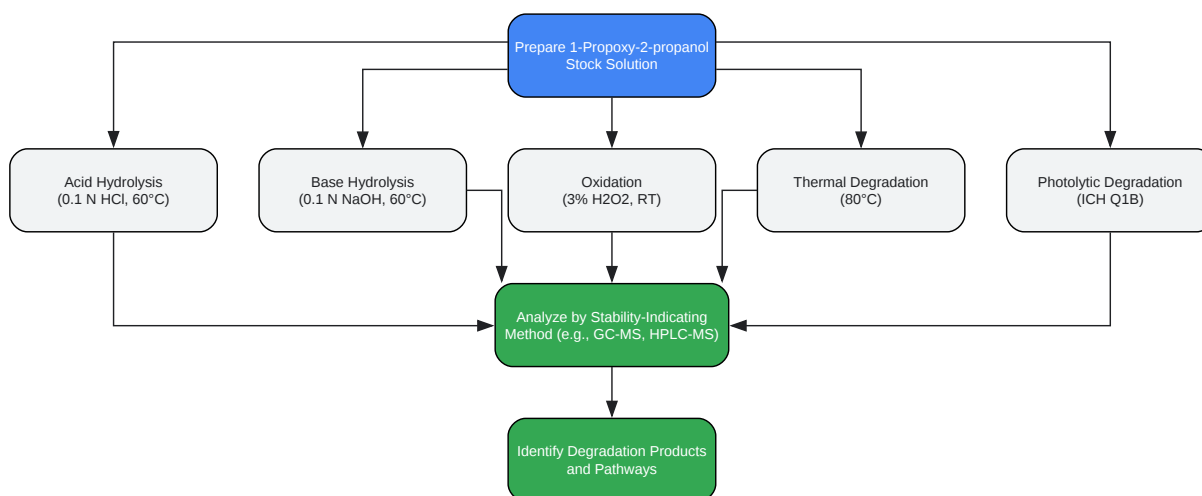 Prepare 1-Propoxy-2-propanol
Stock Solution
Acid Hydrolysis
(0.1 N HCl, 60°C)
Base Hydrolysis
(0.1 N NaOH, 60°C)
Oxidation
(3% H2O2, RT)
Thermal Degradation
(80°C)
Photolytic Degradation
(ICH Q1B)
Analyze by Stability-Indicating
Method (e.g., GC-MS, HPLC-MS)
Identify Degradation Products
and Pathways